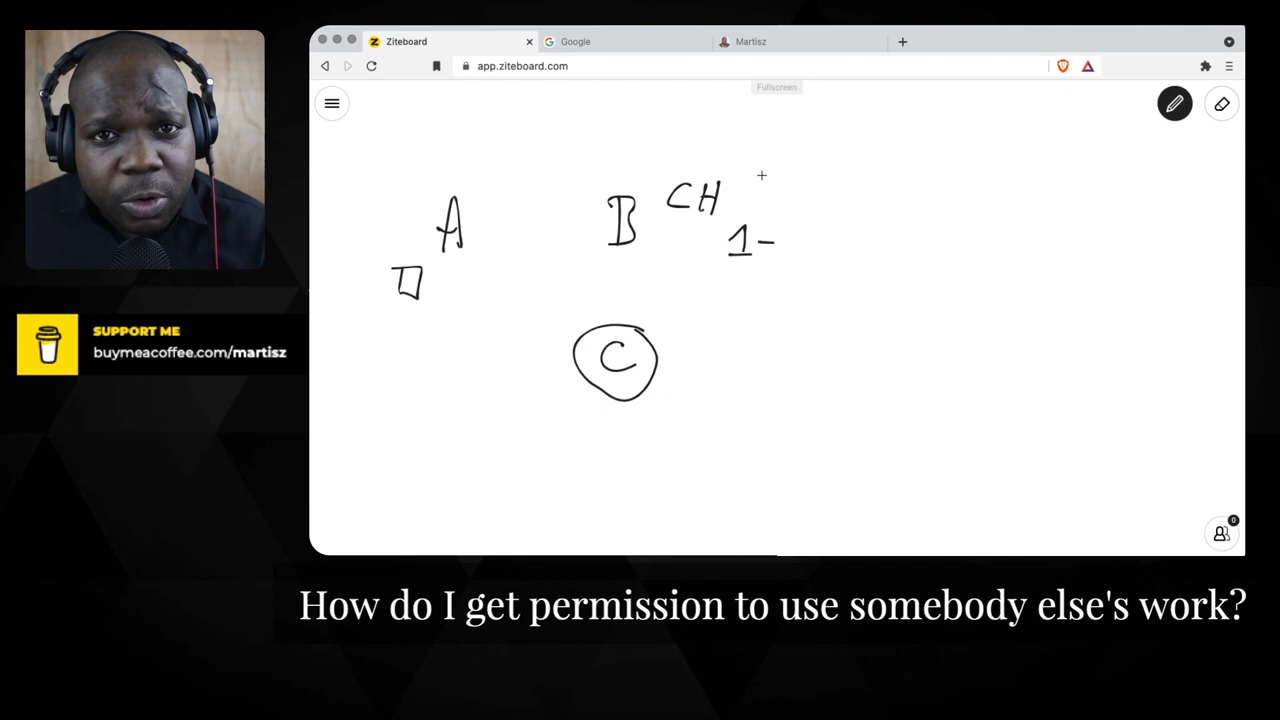 Ziteboard
Google
Martisz
app.ziteboard.com
Fullscreen
A
B
CH
1-
C
0
SUPPORT ME
buymeacoffee.com/martisz
How do I get permission to use somebody else's work?